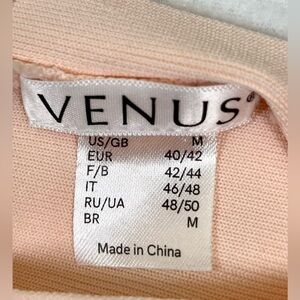 VENUS®
US/GB M
EUR 40/42
F/B 42/44
IT 46/48
RU/UA 48/50
BR M
Made in China